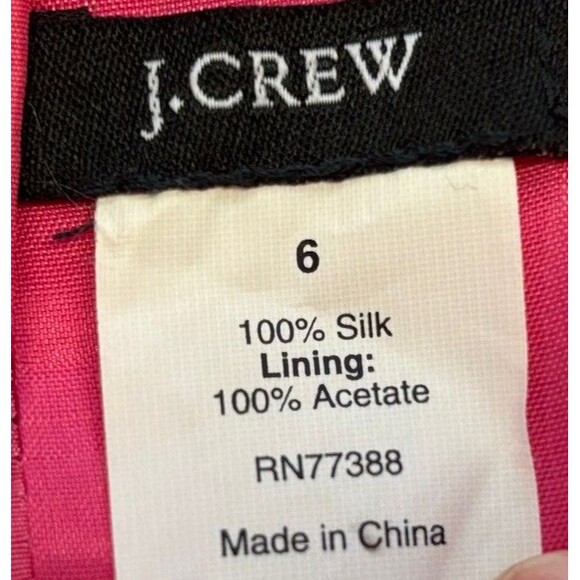 J.CREW
6
100% Silk
Lining:
100% Acetate
RN77388
Made in China